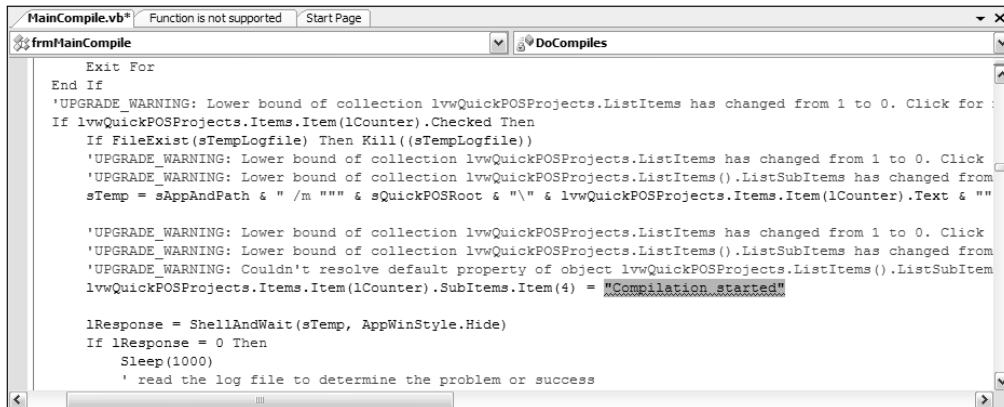 MainCompile.vb* Function is not supported Start Page
frmMainCompile DoCompiles
Exit For
End If
'UPGRADE_WARNING: Lower bound of collection lvwQuickPOSProjects.ListItems has changed from 1 to 0. Click for
If lvwQuickPOSProjects.Items.Item(lCounter).Checked Then
If FileExist(sTempLogfile) Then Kill((sTempLogfile))
'UPGRADE_WARNING: Lower bound of collection lvwQuickPOSProjects.ListItems has changed from 1 to 0. Click
'UPGRADE_WARNING: Lower bound of collection lvwQuickPOSProjects.ListItems().ListSubItems has changed from
sTemp = sAppAndPath & " /m """ & sQuickPOSRoot & "\" & lvwQuickPOSProjects.Items.Item(lCounter).Text & ""
'UPGRADE_WARNING: Lower bound of collection lvwQuickPOSProjects.ListItems has changed from 1 to 0. Click
'UPGRADE_WARNING: Lower bound of collection lvwQuickPOSProjects.ListItems().ListSubItems has changed from
'UPGRADE_WARNING: Couldn't resolve default property of object lvwQuickPOSProjects.ListItems().ListSubItem
lvwQuickPOSProjects.Items.Item(lCounter).SubItems.Item(4) = "Compilation started"
lResponse = ShellAndWait(sTemp, AppWinStyle.Hide)
If lResponse = 0 Then
Sleep(1000)
' read the log file to determine the problem or success